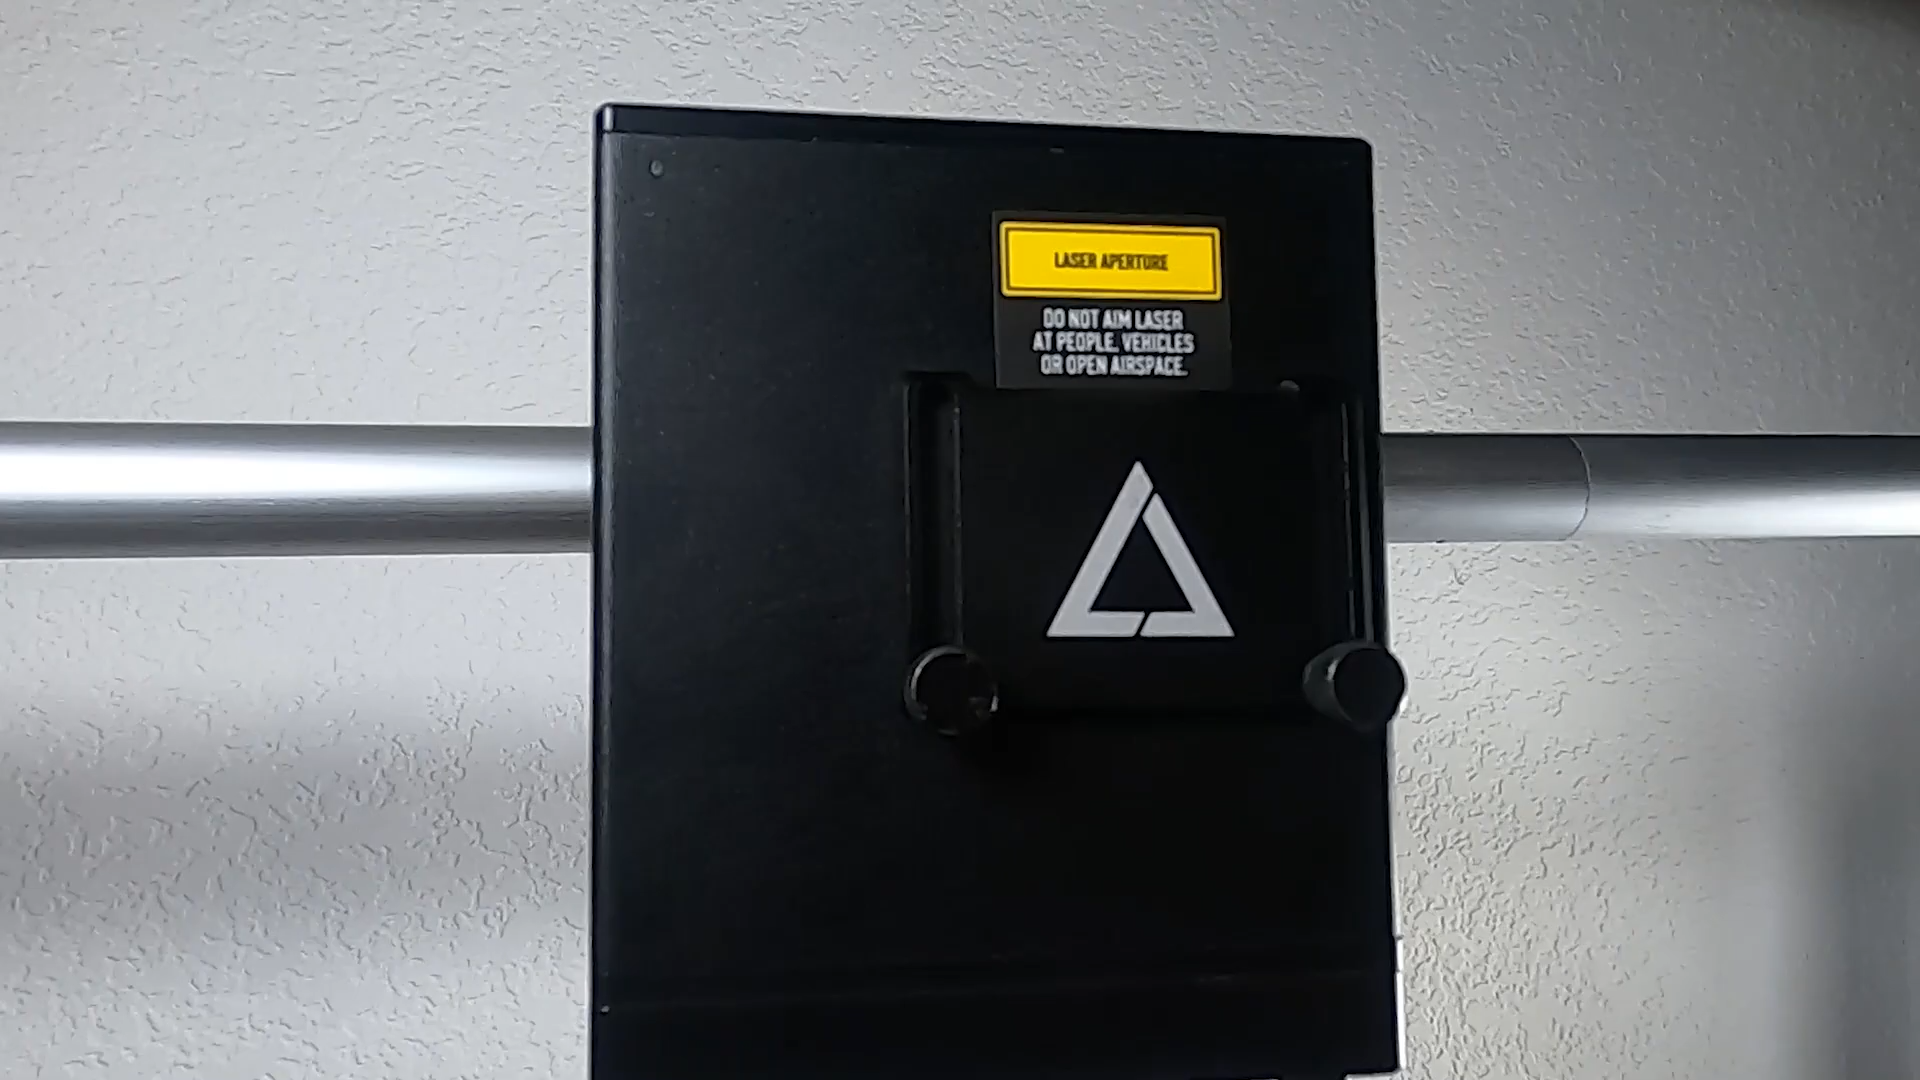 LASER APERTURE
DO NOT AIM LASER
AT PEOPLE, VEHICLES
OR OPEN AIRSPACE.